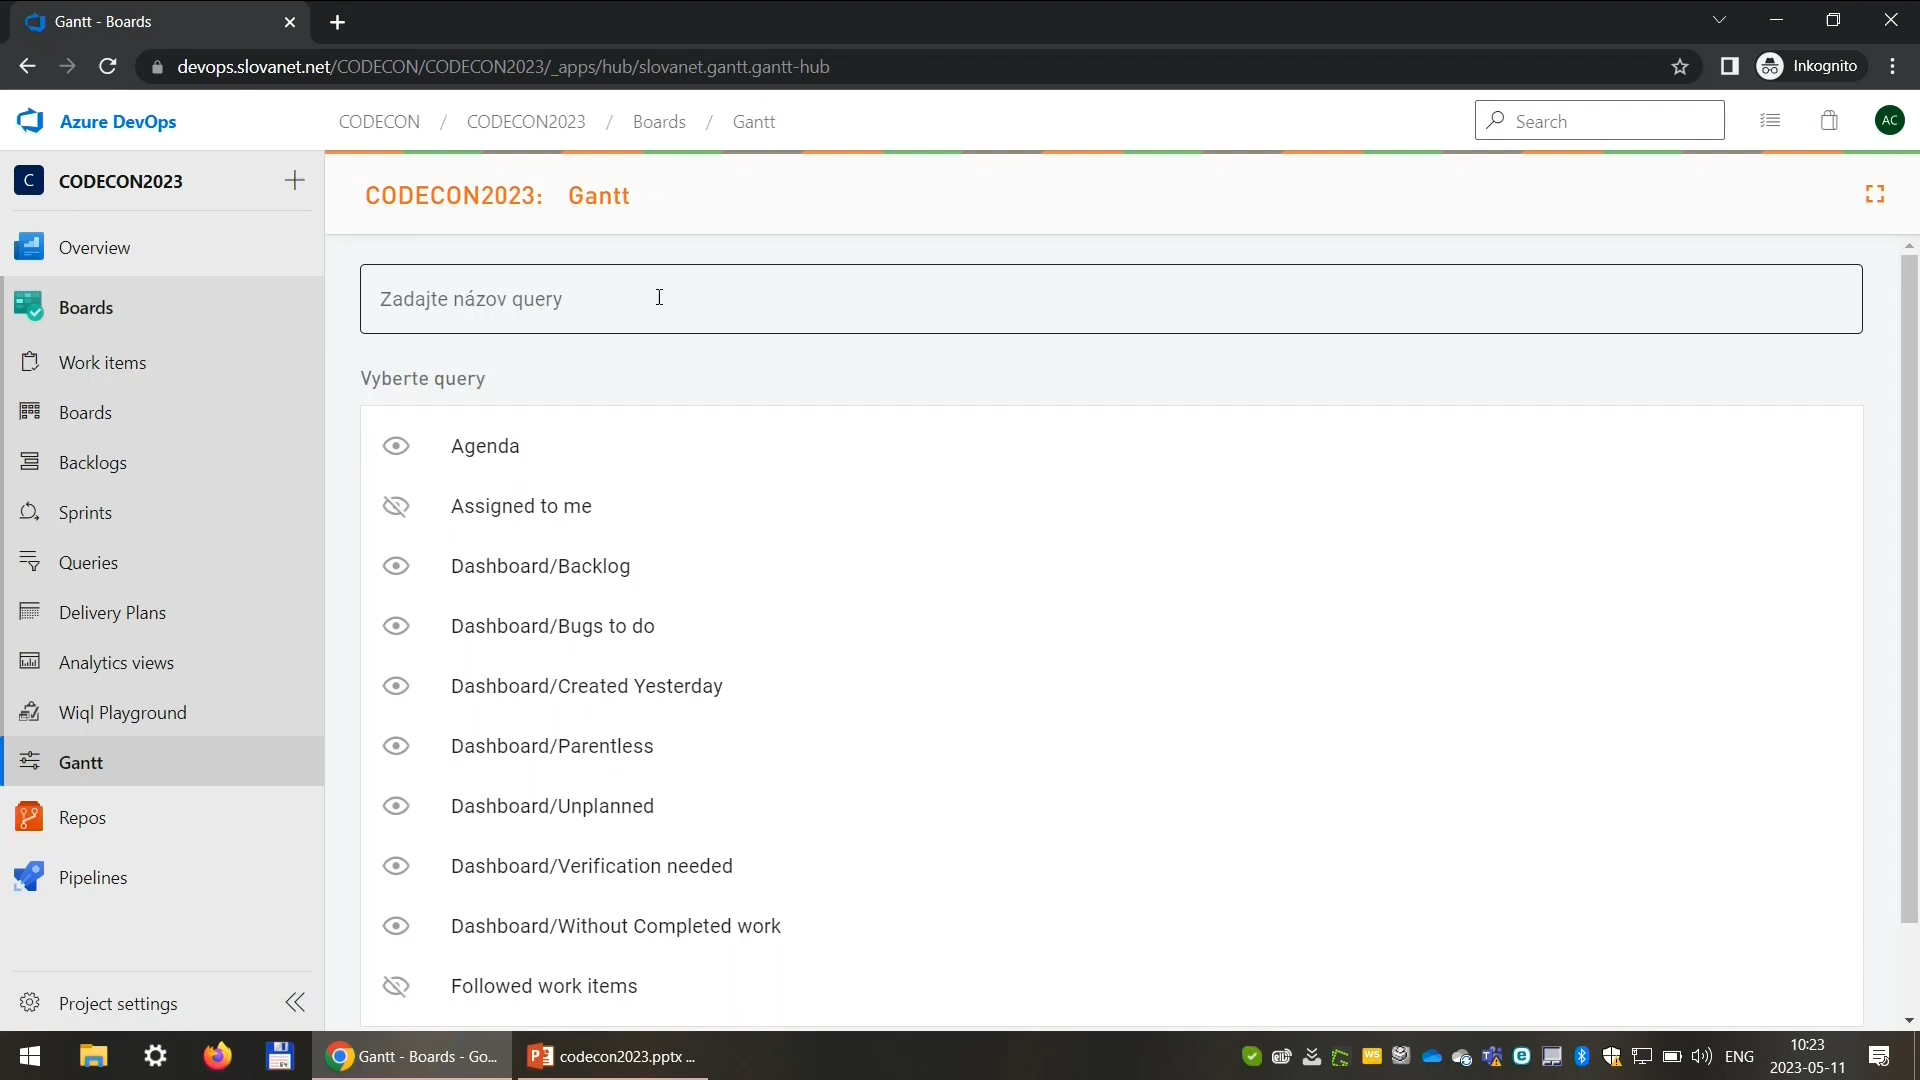 Gantt - Boards
devops.slovanet.net/CODECON/CODECON2023/_apps/hub/slovanet.gantt.gantt-hub
Inkognito
Azure DevOps
CODECON / CODECON2023 / Boards / Gantt
Search
AC
C CODECON2023
CODECON2023: Gantt
Overview
Boards
Work items
Boards
Backlogs
Sprints
Queries
Delivery Plans
Analytics views
Wiql Playground
Gantt
Repos
Pipelines
Project settings
Zadajte názov query
Vyberte query
Agenda
Assigned to me
Dashboard/Backlog
Dashboard/Bugs to do
Dashboard/Created Yesterday
Dashboard/Parentless
Dashboard/Unplanned
Dashboard/Verification needed
Dashboard/Without Completed work
Followed work items
Gantt - Boards - Go...
codecon2023.pptx ...
WS
ENG
10:23
2023-05-11